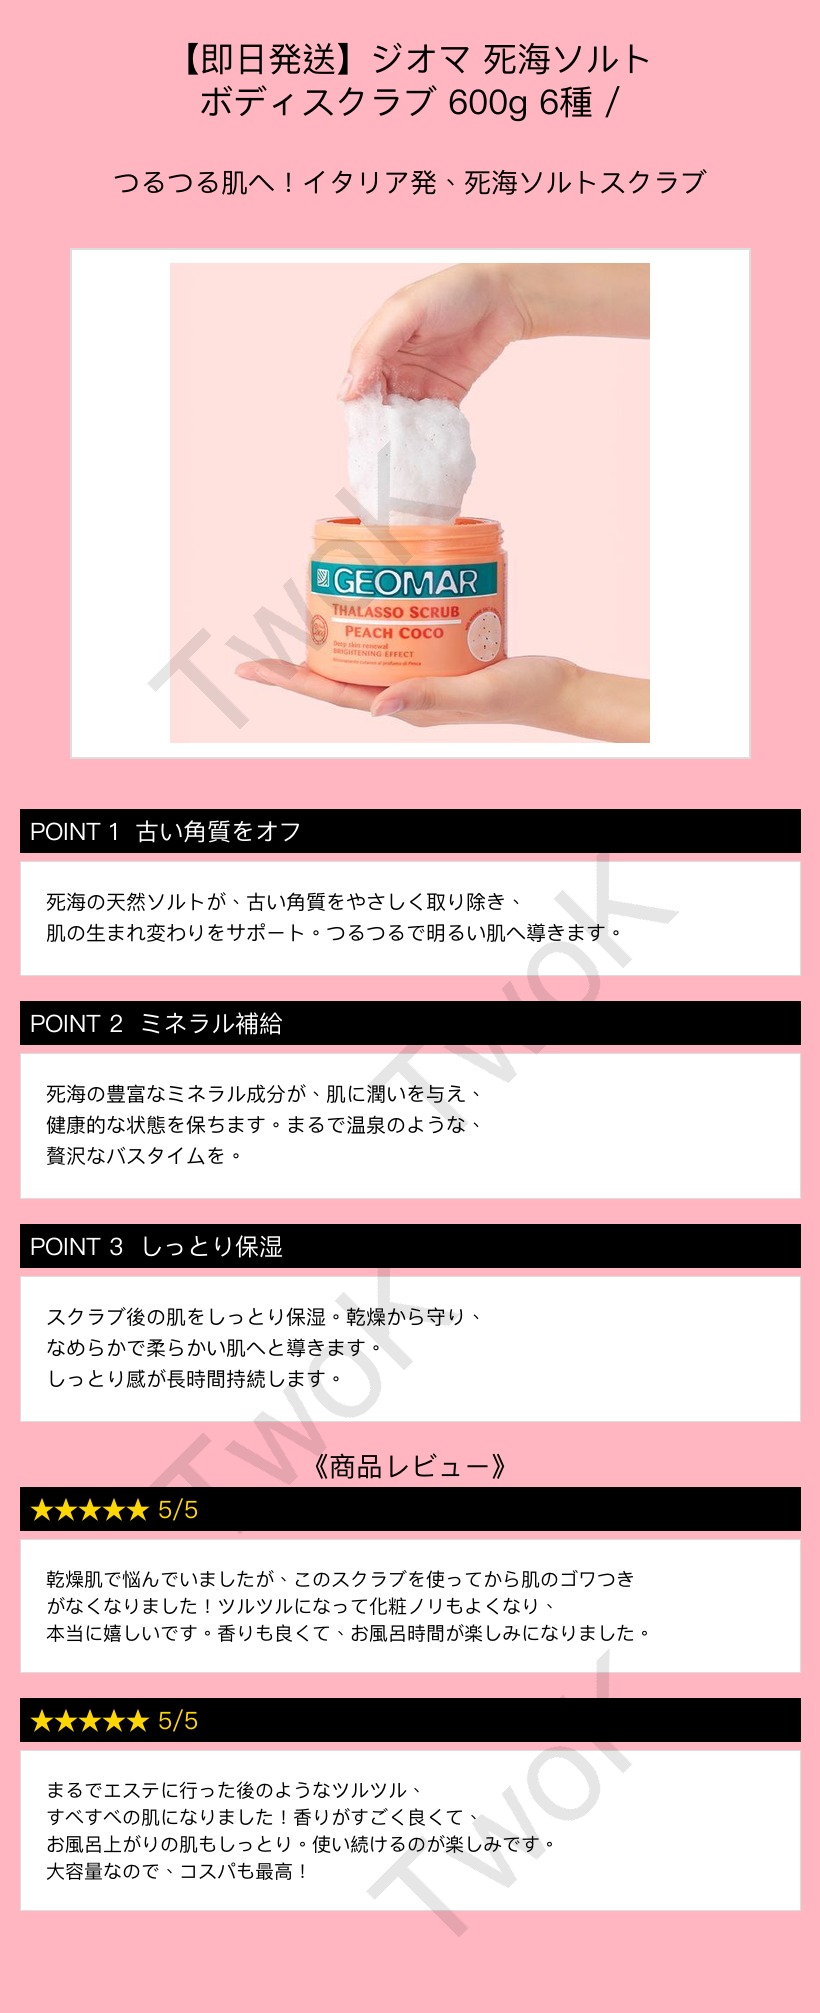 【即日発送】ジオマ 死海ソルト
ボディスクラブ 600g 6種 /
つるつる肌へ！イタリア発、死海ソルトスクラブ
GEOMAR
THALASSO SCRUB
PEACH COCO
Deep skin renewal
BRIGHTENING EFFECT
TwoK
POINT 1 古い角質をオフ
死海の天然ソルトが、古い角質をやさしく取り除き、
肌の生まれ変わりをサポート。つるつるで明るい肌へ導きます。
TwoK
POINT 2 ミネラル補給
死海の豊富なミネラル成分が、肌に潤いを与え、
健康的な状態を保ちます。まるで温泉のような、
贅沢なバスタイムを。
POINT 3 しっとり保湿
スクラブ後の肌をしっとり保湿。乾燥から守り、
なめらかで柔らかい肌へと導きます。
しっとり感が長時間持続します。
TwoK
《商品レビュー》
★★★★★ 5/5
乾燥肌で悩んでいましたが、このスクラブを使ってから肌のゴワつき
がなくなりました！ツルツルになって化粧ノリもよくなり、
本当に嬉しいです。香りも良くて、お風呂時間が楽しみになりました。
★★★★★ 5/5
まるでエステに行った後のようなツルツル、
すべすべの肌になりました！香りがすごく良くて、
お風呂上がりの肌もしっとり。使い続けるのが楽しみです。
大容量なので、コスパも最高！
TwoK